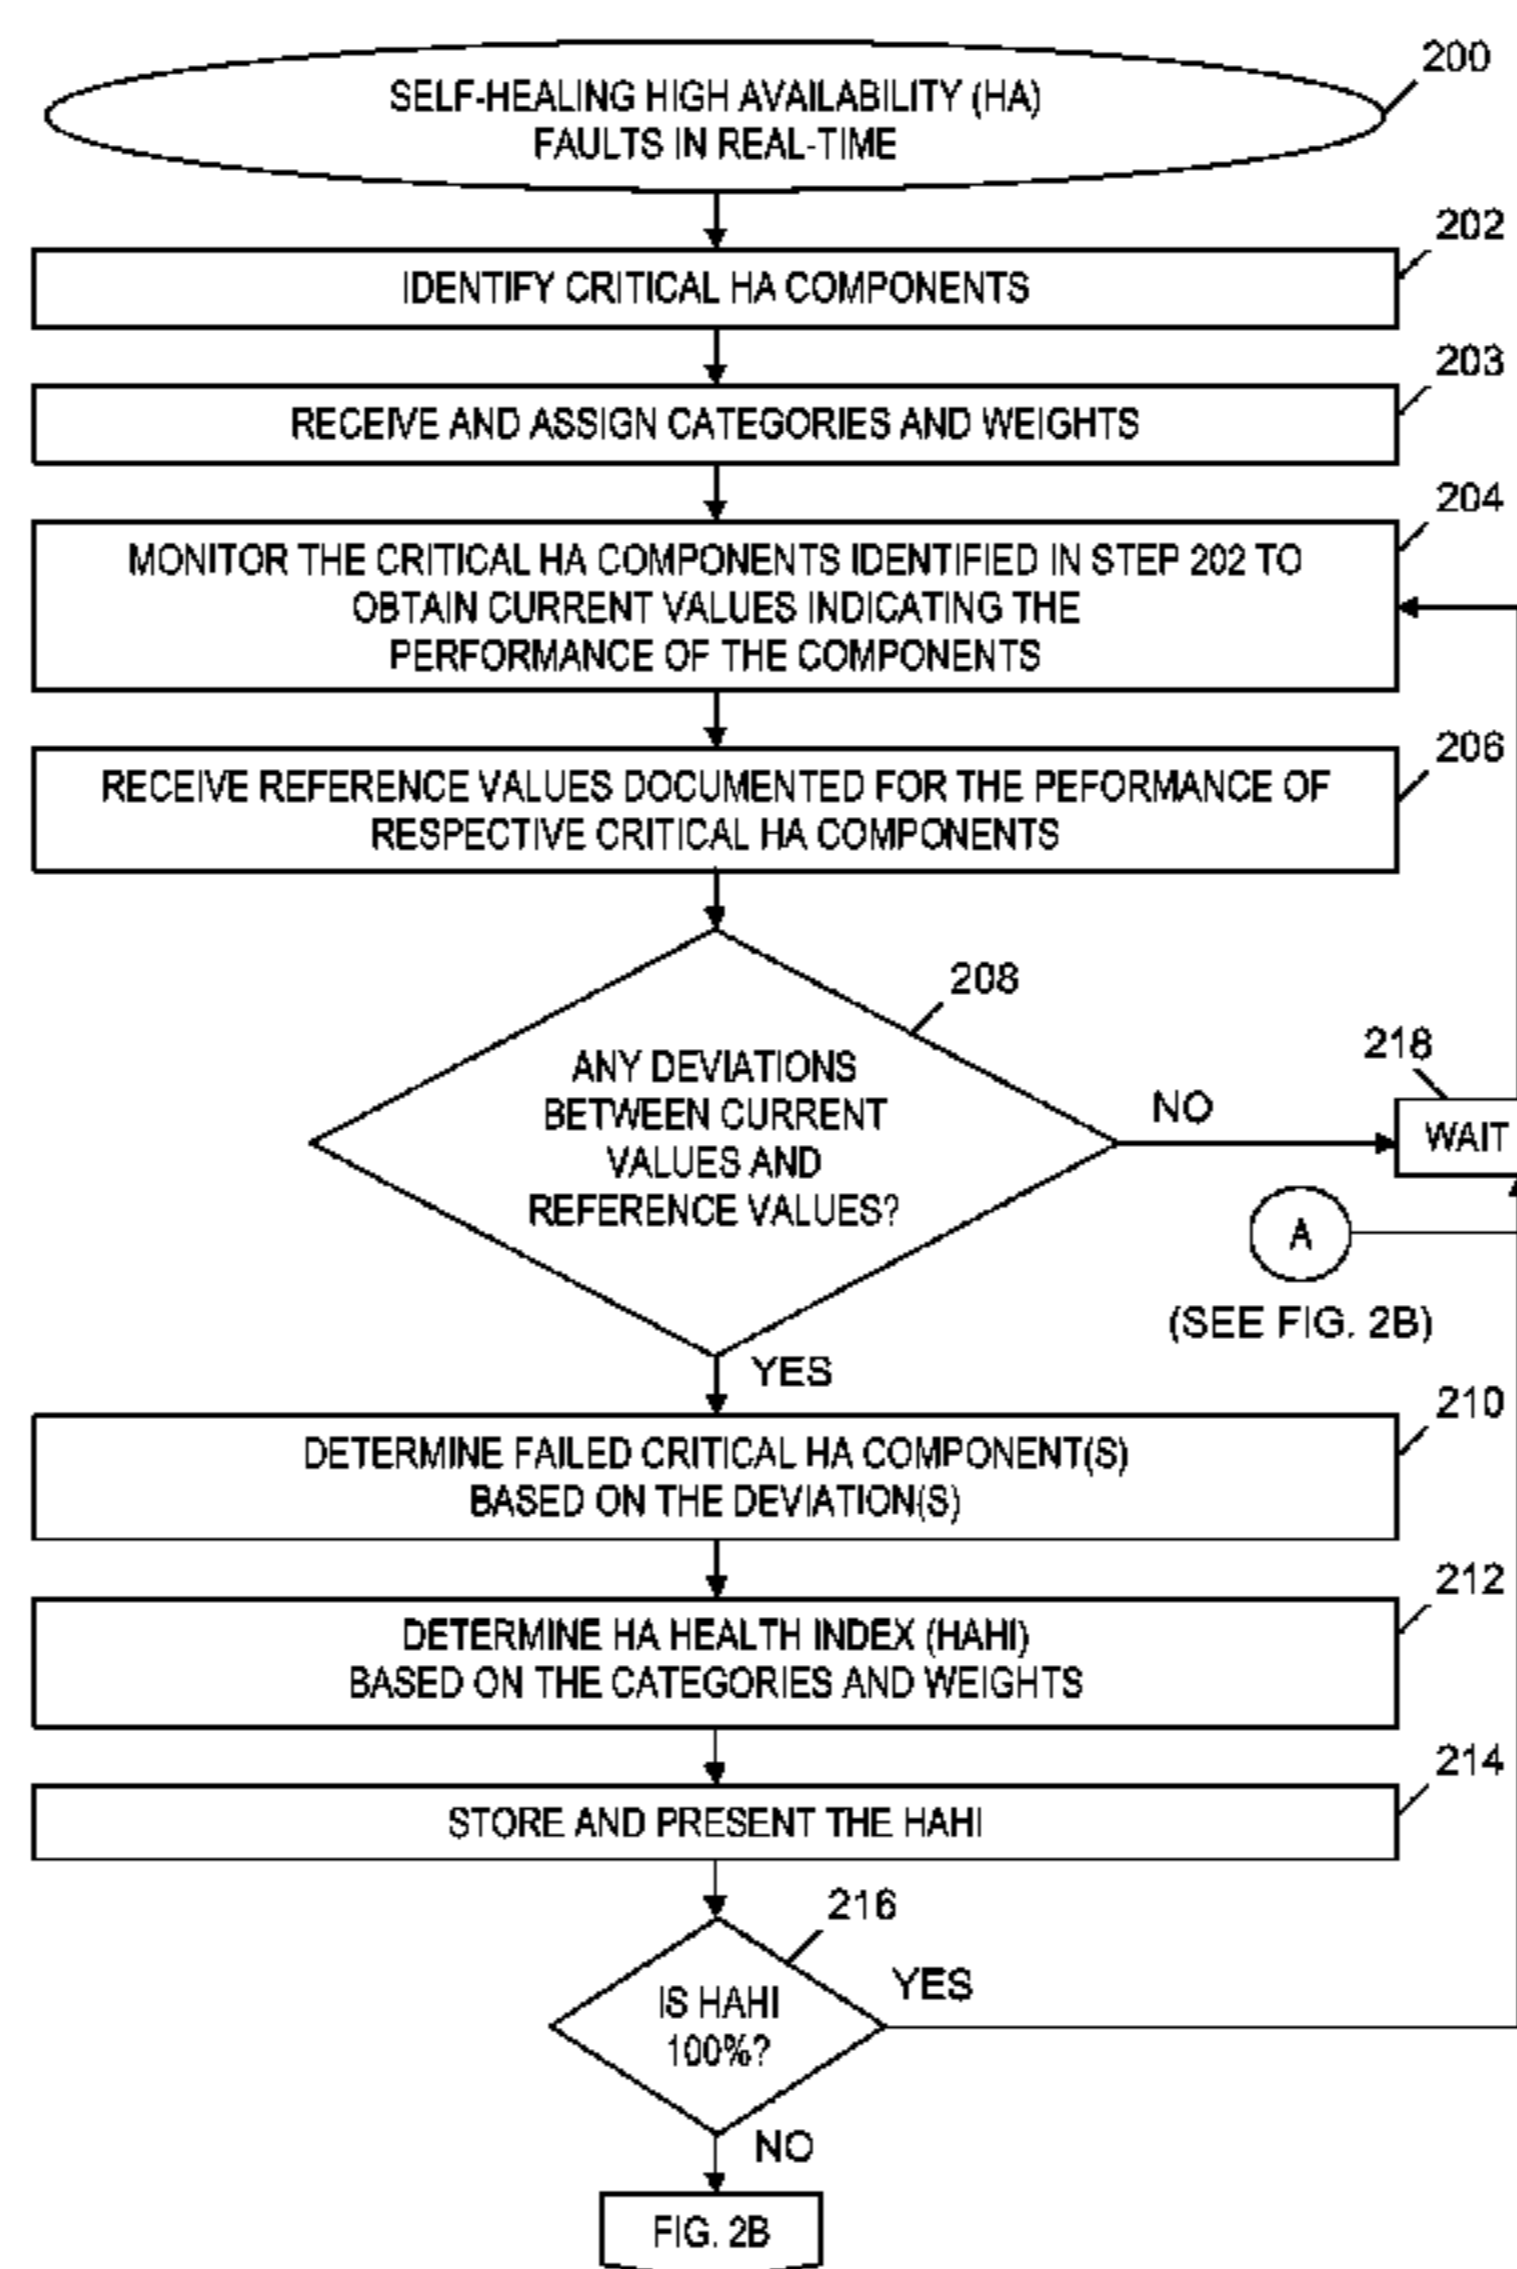 200
SELF-HEALING HIGH AVAILABILITY (HA)
FAULTS IN REAL-TIME
202
IDENTIFY CRITICAL HA COMPONENTS
203
RECEIVE AND ASSIGN CATEGORIES AND WEIGHTS
204
MONITOR THE CRITICAL HA COMPONENTS IDENTIFIED IN STEP 202 TO
OBTAIN CURRENT VALUES INDICATING THE
PERFORMANCE OF THE COMPONENTS
206
RECEIVE REFERENCE VALUES DOCUMENTED FOR THE PEFORMANCE OF
RESPECTIVE CRITICAL HA COMPONENTS
208
ANY DEVIATIONS
BETWEEN CURRENT
VALUES AND
REFERENCE VALUES?
NO
218
WAIT
A
(SEE FIG. 2B)
YES
210
DETERMINE FAILED CRITICAL HA COMPONENT(S)
BASED ON THE DEVIATION(S)
212
DETERMINE HA HEALTH INDEX (HAHI)
BASED ON THE CATEGORIES AND WEIGHTS
214
STORE AND PRESENT THE HAHI
216
IS HAHI
100%?
YES
NO
FIG. 2B